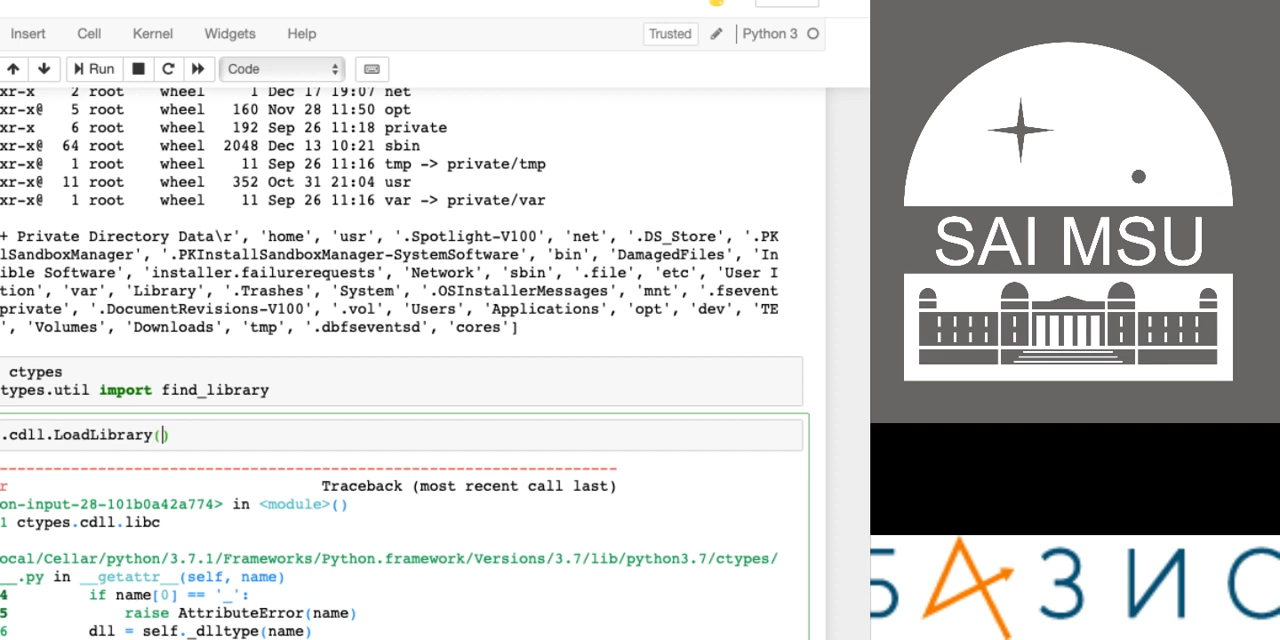 Insert Cell Kernel Widgets Help Trusted Python 3
Run Code
xr-x 2 root wheel 1 Dec 17 19:07 net
xr-x@ 5 root wheel 160 Nov 28 11:50 opt
xr-x 6 root wheel 192 Sep 26 11:18 private
xr-x@ 64 root wheel 2048 Dec 13 10:21 sbin
xr-x@ 1 root wheel 11 Sep 26 11:16 tmp -> private/tmp
xr-x@ 11 root wheel 352 Oct 31 21:04 usr
xr-x@ 1 root wheel 11 Sep 26 11:16 var -> private/var
+ Private Directory Data\r', 'home', 'usr', '.Spotlight-V100', 'net', '.DS_Store', '.PK
lSandboxManager', '.PKInstallSandboxManager-SystemSoftware', 'bin', 'DamagedFiles', 'In
ible Software', 'installer.failurerequests', 'Network', 'sbin', '.file', 'etc', 'User I
tion', 'var', 'Library', '.Trashes', 'System', '.OSInstallerMessages', 'mnt', '.fsevent
private', '.DocumentRevisions-V100', '.vol', 'Users', 'Applications', 'opt', 'dev', 'TE
', 'Volumes', 'Downloads', 'tmp', '.dbfseventsd', 'cores']
ctypes
types.util import find_library
.cdll.LoadLibrary()
r Traceback (most recent call last)
on-input-28-101b0a42a774> in <module>()
1 ctypes.cdll.libc
ocal/Cellar/python/3.7.1/Frameworks/Python.framework/Versions/3.7/lib/python3.7/ctypes/
__.py in __getattr__(self, name)
4 if name[0] == '_':
5 raise AttributeError(name)
6 dll = self._dlltype(name)
SAI MSU
БАЗИС